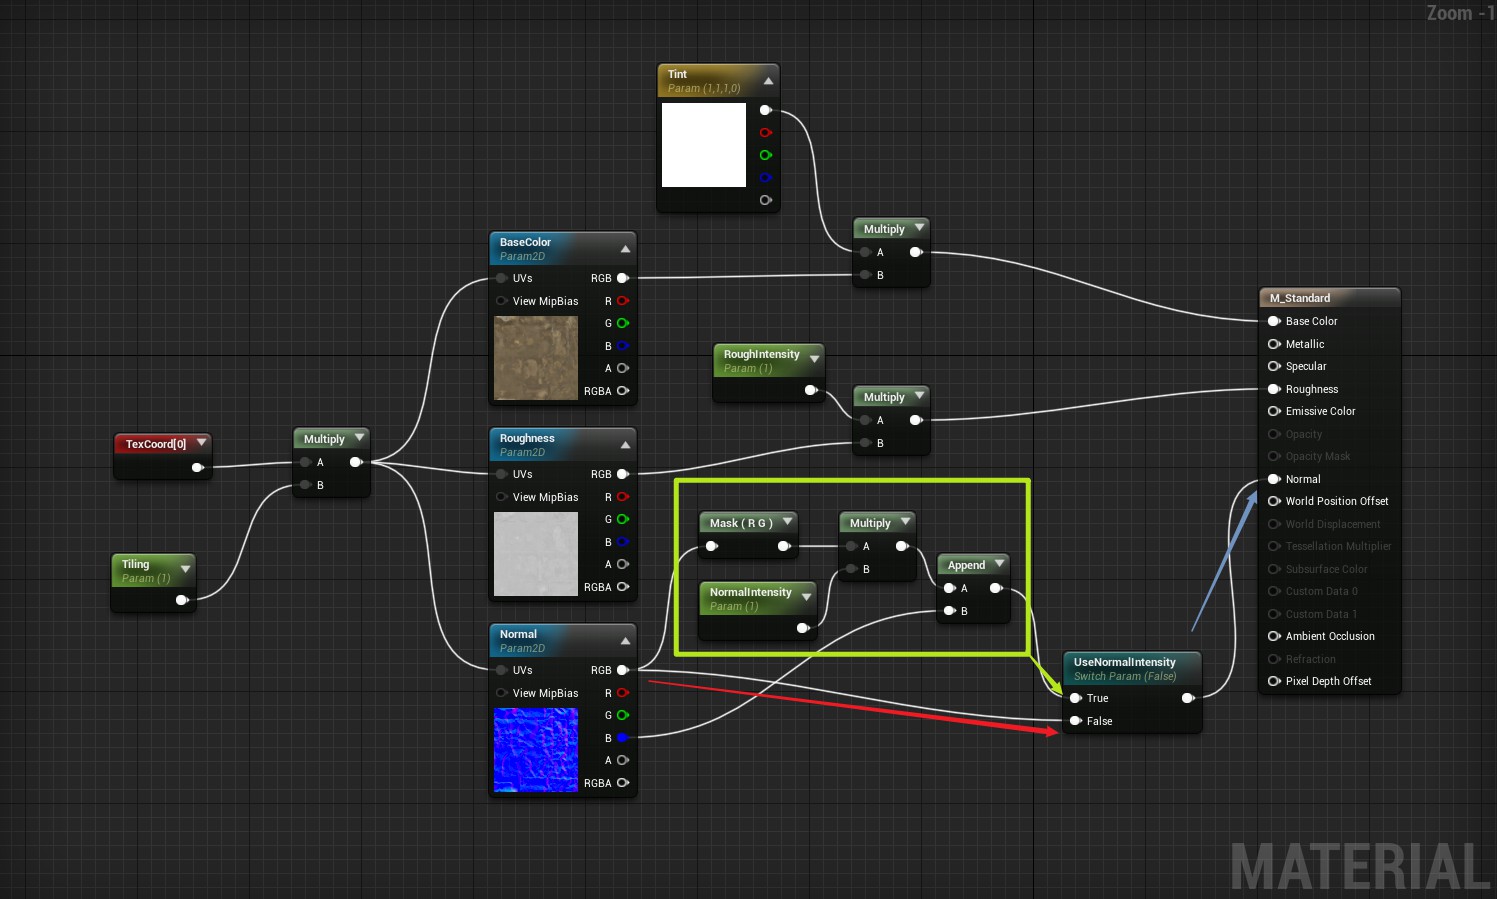 Zoom -1
Tint
Param (1,1,1,0)
Multiply
A
B
BaseColor
Param2D
UVs
RGB
View MipBias
R
G
B
A
RGBA
RoughIntensity
Param (1)
Multiply
A
B
TexCoord[0]
Multiply
A
B
Tiling
Param (1)
Roughness
Param2D
UVs
RGB
View MipBias
R
G
B
A
RGBA
Mask ( R G )
Multiply
A
B
NormalIntensity
Param (1)
Append
A
B
Normal
Param2D
UVs
RGB
View MipBias
R
G
B
A
RGBA
UseNormalIntensity
Switch Param (False)
True
False
M_Standard
Base Color
Metallic
Specular
Roughness
Emissive Color
Opacity
Opacity Mask
Normal
World Position Offset
World Displacement
Tessellation Multiplier
Subsurface Color
Custom Data 0
Custom Data 1
Ambient Occlusion
Refraction
Pixel Depth Offset
MATERIAL